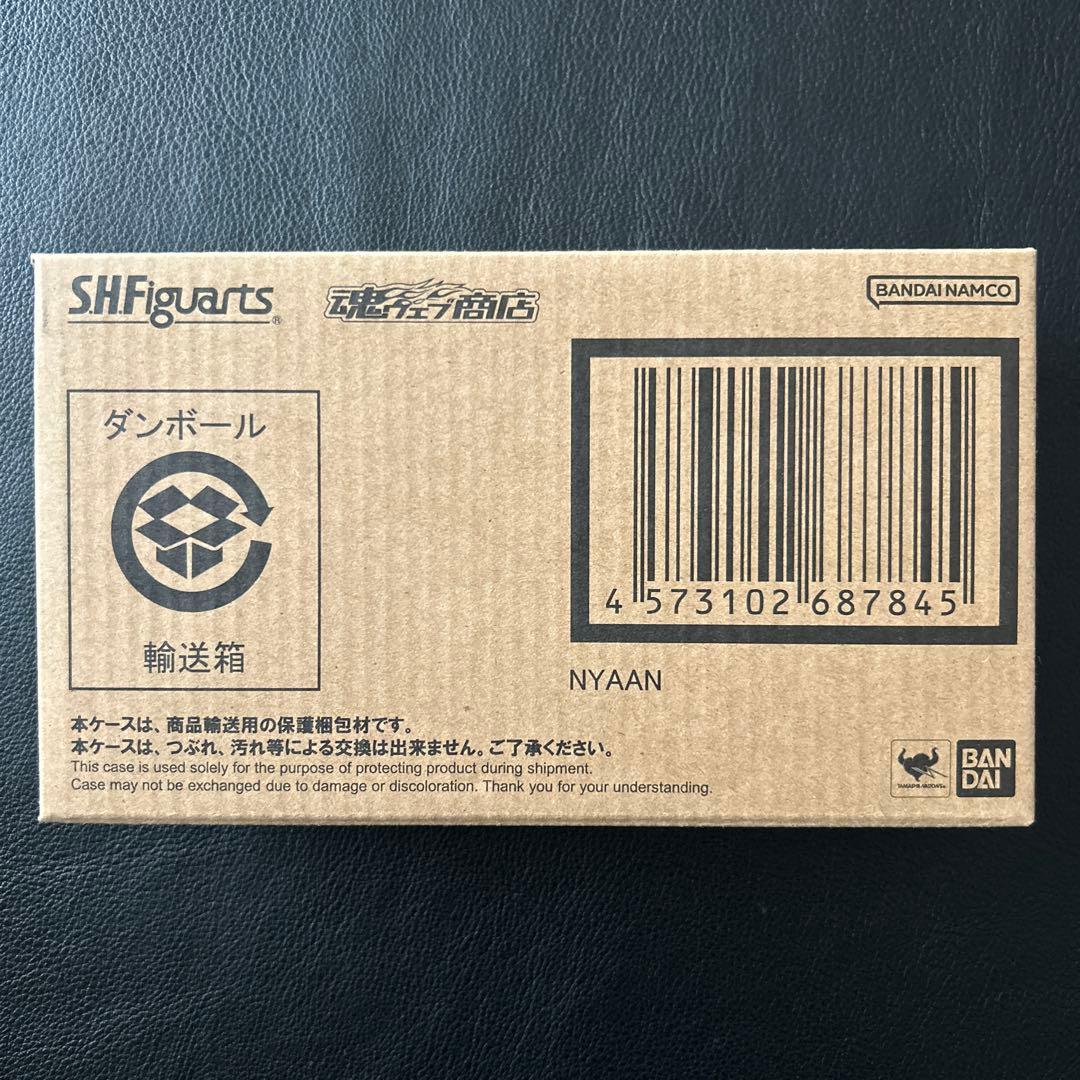 S.H.Figuarts®
魂ウェブ商店
BANDAI NAMCO
ダンボール
輸送箱
4 573102 687845
NYAAN
本ケースは、商品輸送用の保護梱包材です。
本ケースは、つぶれ、汚れ等による交換は出来ません。ご了承ください。
This case is used solely for the purpose of protecting product during shipment.
Case may not be exchanged due to damage or discoloration. Thank you for your understanding.
TAMASHII NATIONS
BAN
DAI